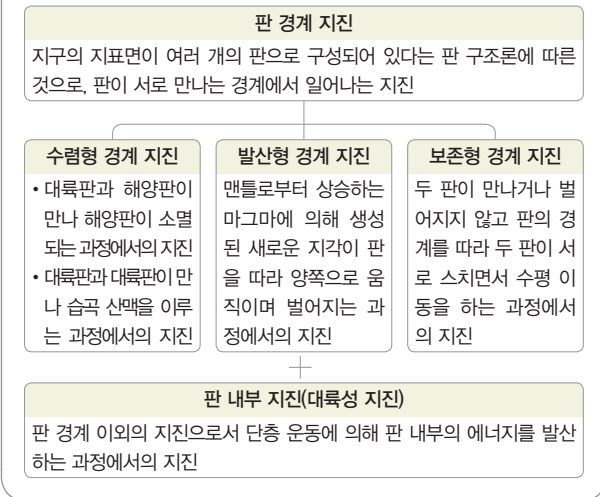 판 경계 지진
지구의 지표면이 여러 개의 판으로 구성되어 있다는 판 구조론에 따른
것으로, 판이 서로 만나는 경계에서 일어나는 지진
수렴형 경계 지진
• 대륙판과 해양판이
만나 해양판이 소멸
되는 과정에서의 지진
• 대륙판과 대륙판이 만
나 습곡 산맥을 이루
는 과정에서의 지진
발산형 경계 지진
맨틀로부터 상승하는
마그마에 의해 생성
된 새로운 지각이 판
을 따라 양쪽으로 움
직이며 벌어지는 과
정에서의 지진
보존형 경계 지진
두 판이 만나거나 벌
어지지 않고 판의 경
계를 따라 두 판이 서
로 스치면서 수평 이
동을 하는 과정에서
의 지진
판 내부 지진(대륙성 지진)
판 경계 이외의 지진으로서 단층 운동에 의해 판 내부의 에너지를 발산
하는 과정에서의 지진